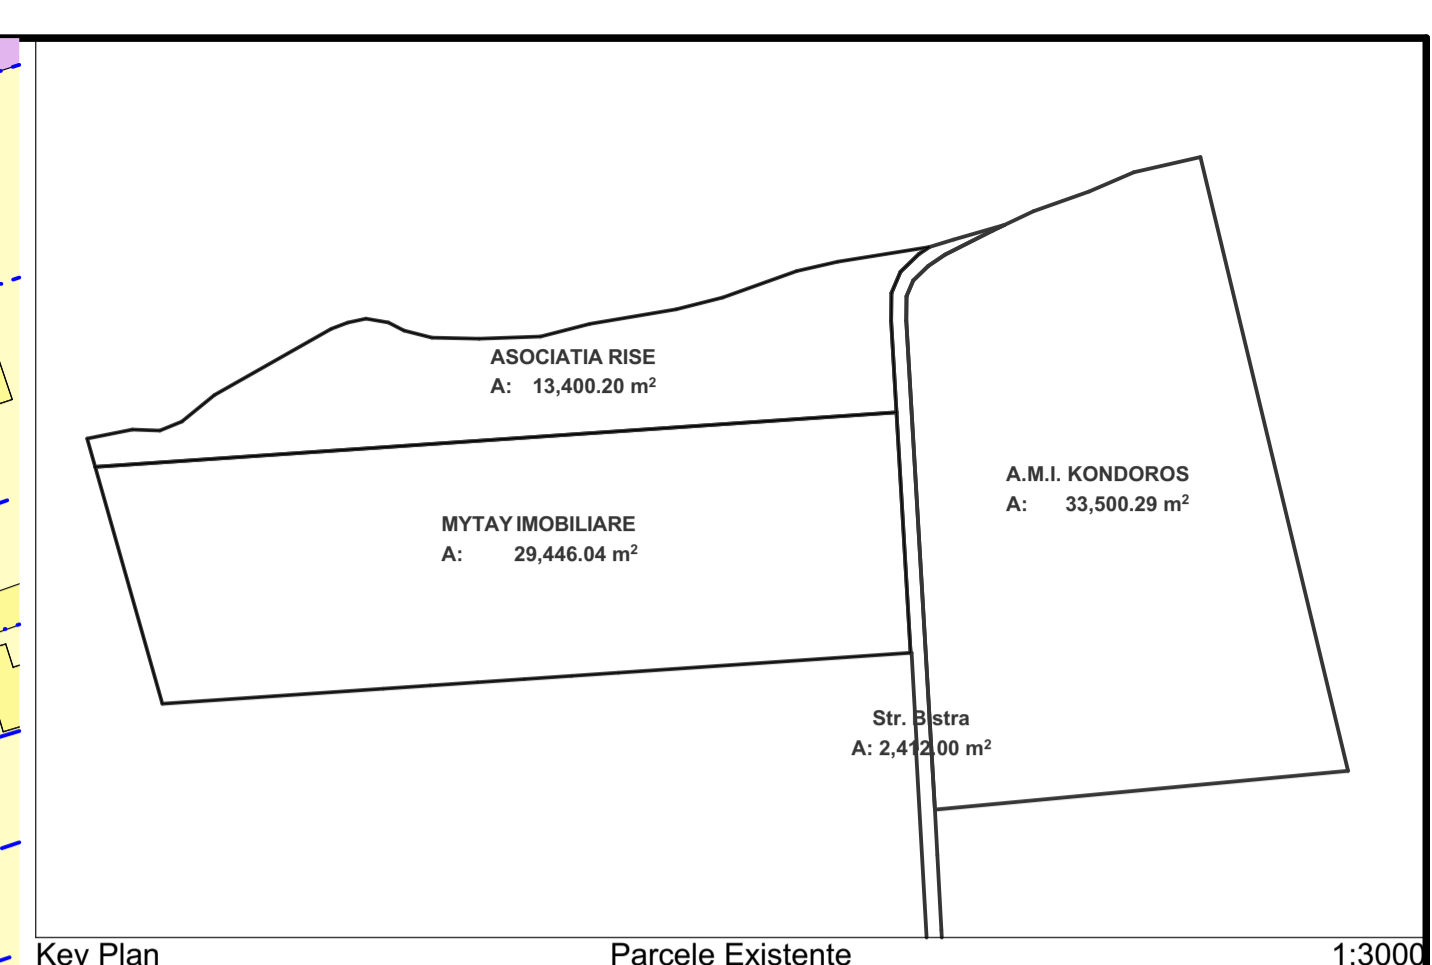 ASOCIATIA RISE
A: 13,400.20 m²
A.M.I. KONDOROS
A: 33,500.29 m²
MYTAY IMOBILIARE
A: 29,446.04 m²
Str. Bistra
A: 2,412.00 m²
Key Plan Parcele Existente 1:3000